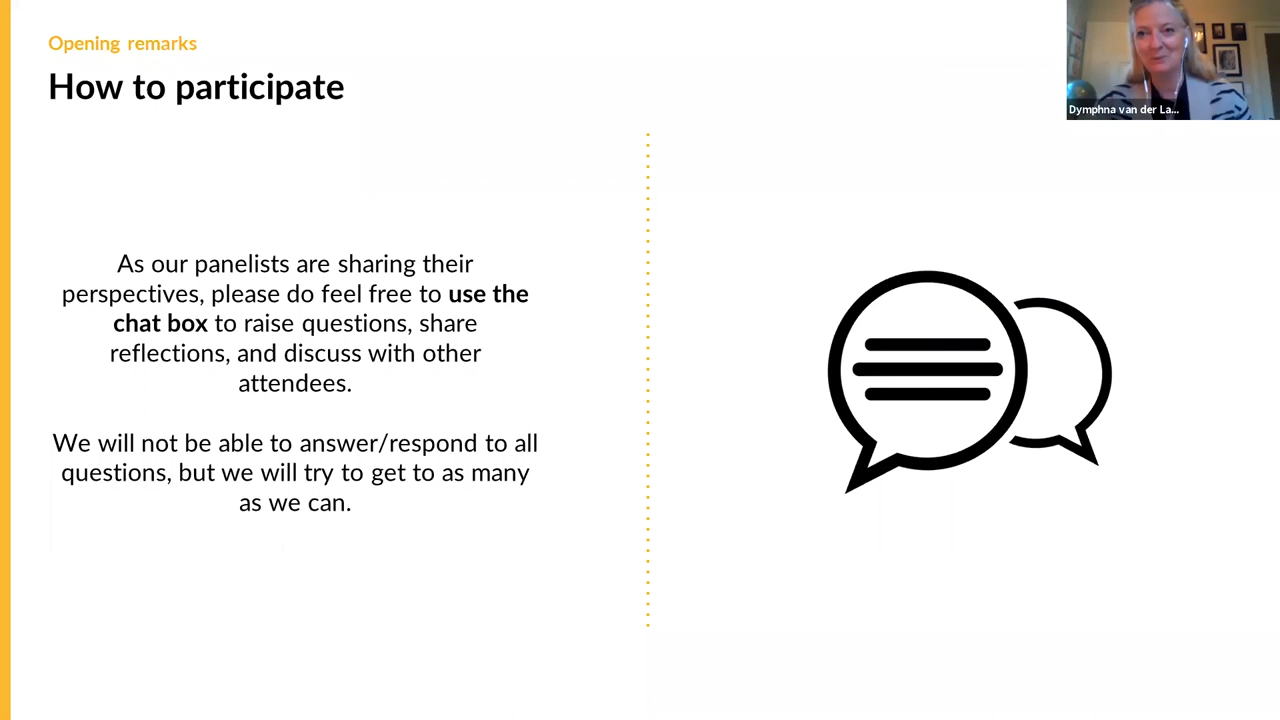 Opening remarks
How to participate
Dymphna van der La...
As our panelists are sharing their
perspectives, please do feel free to use the
chat box to raise questions, share
reflections, and discuss with other
attendees.
We will not be able to answer/respond to all
questions, but we will try to get to as many
as we can.